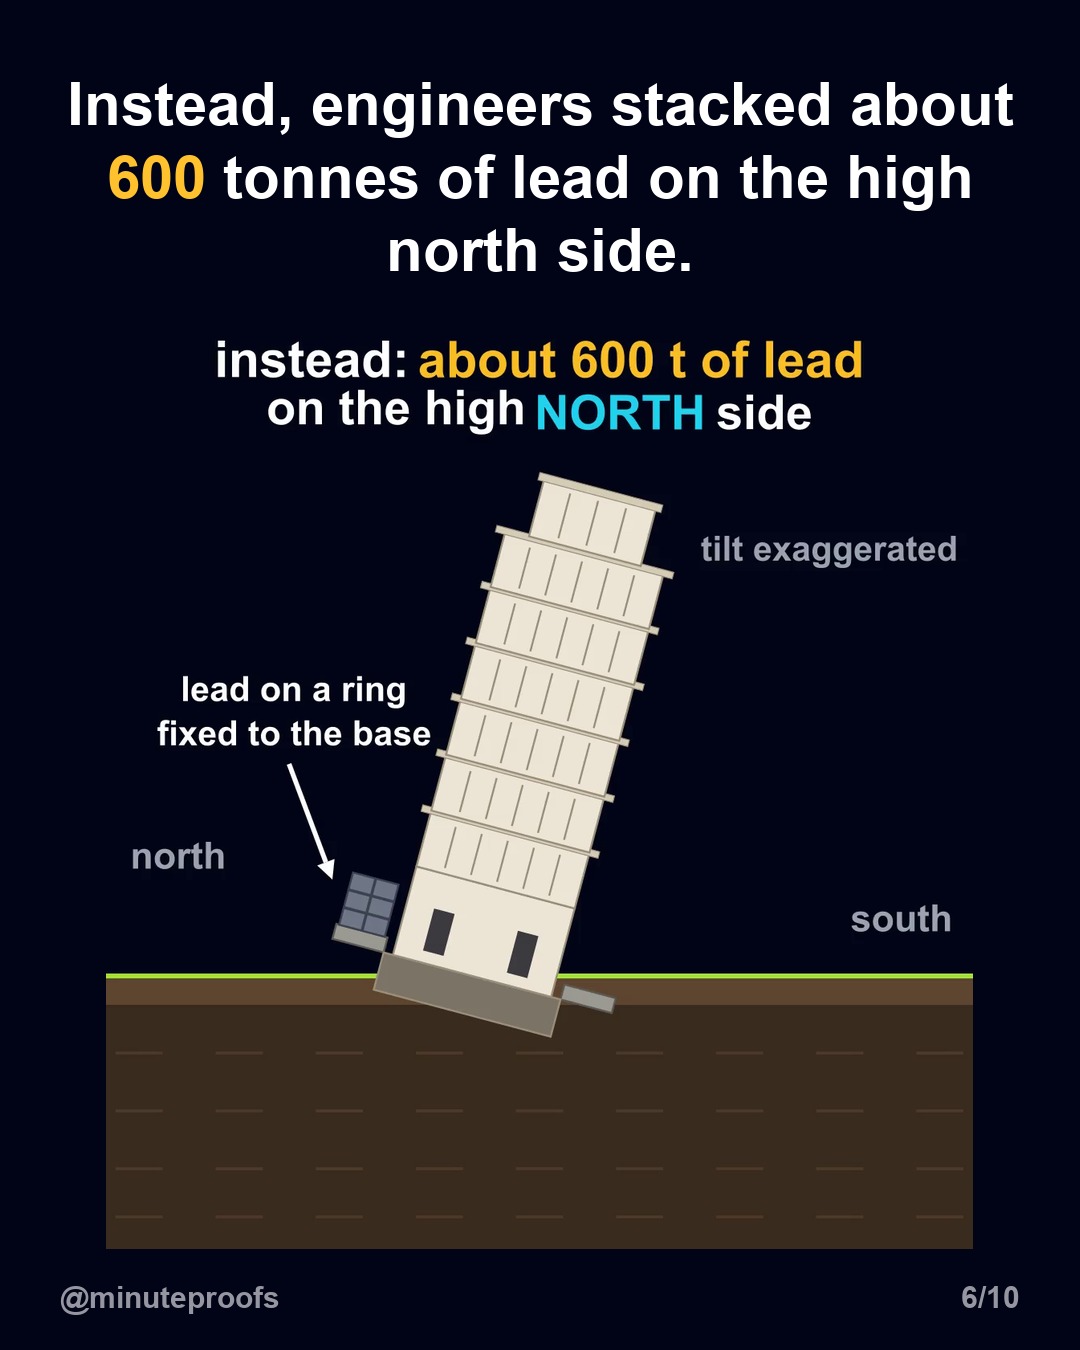 Instead, engineers stacked about
600 tonnes of lead on the high
north side.
instead: about 600 t of lead
on the high NORTH side
tilt exaggerated
lead on a ring
fixed to the base
north
south
@minuteproofs
6/10